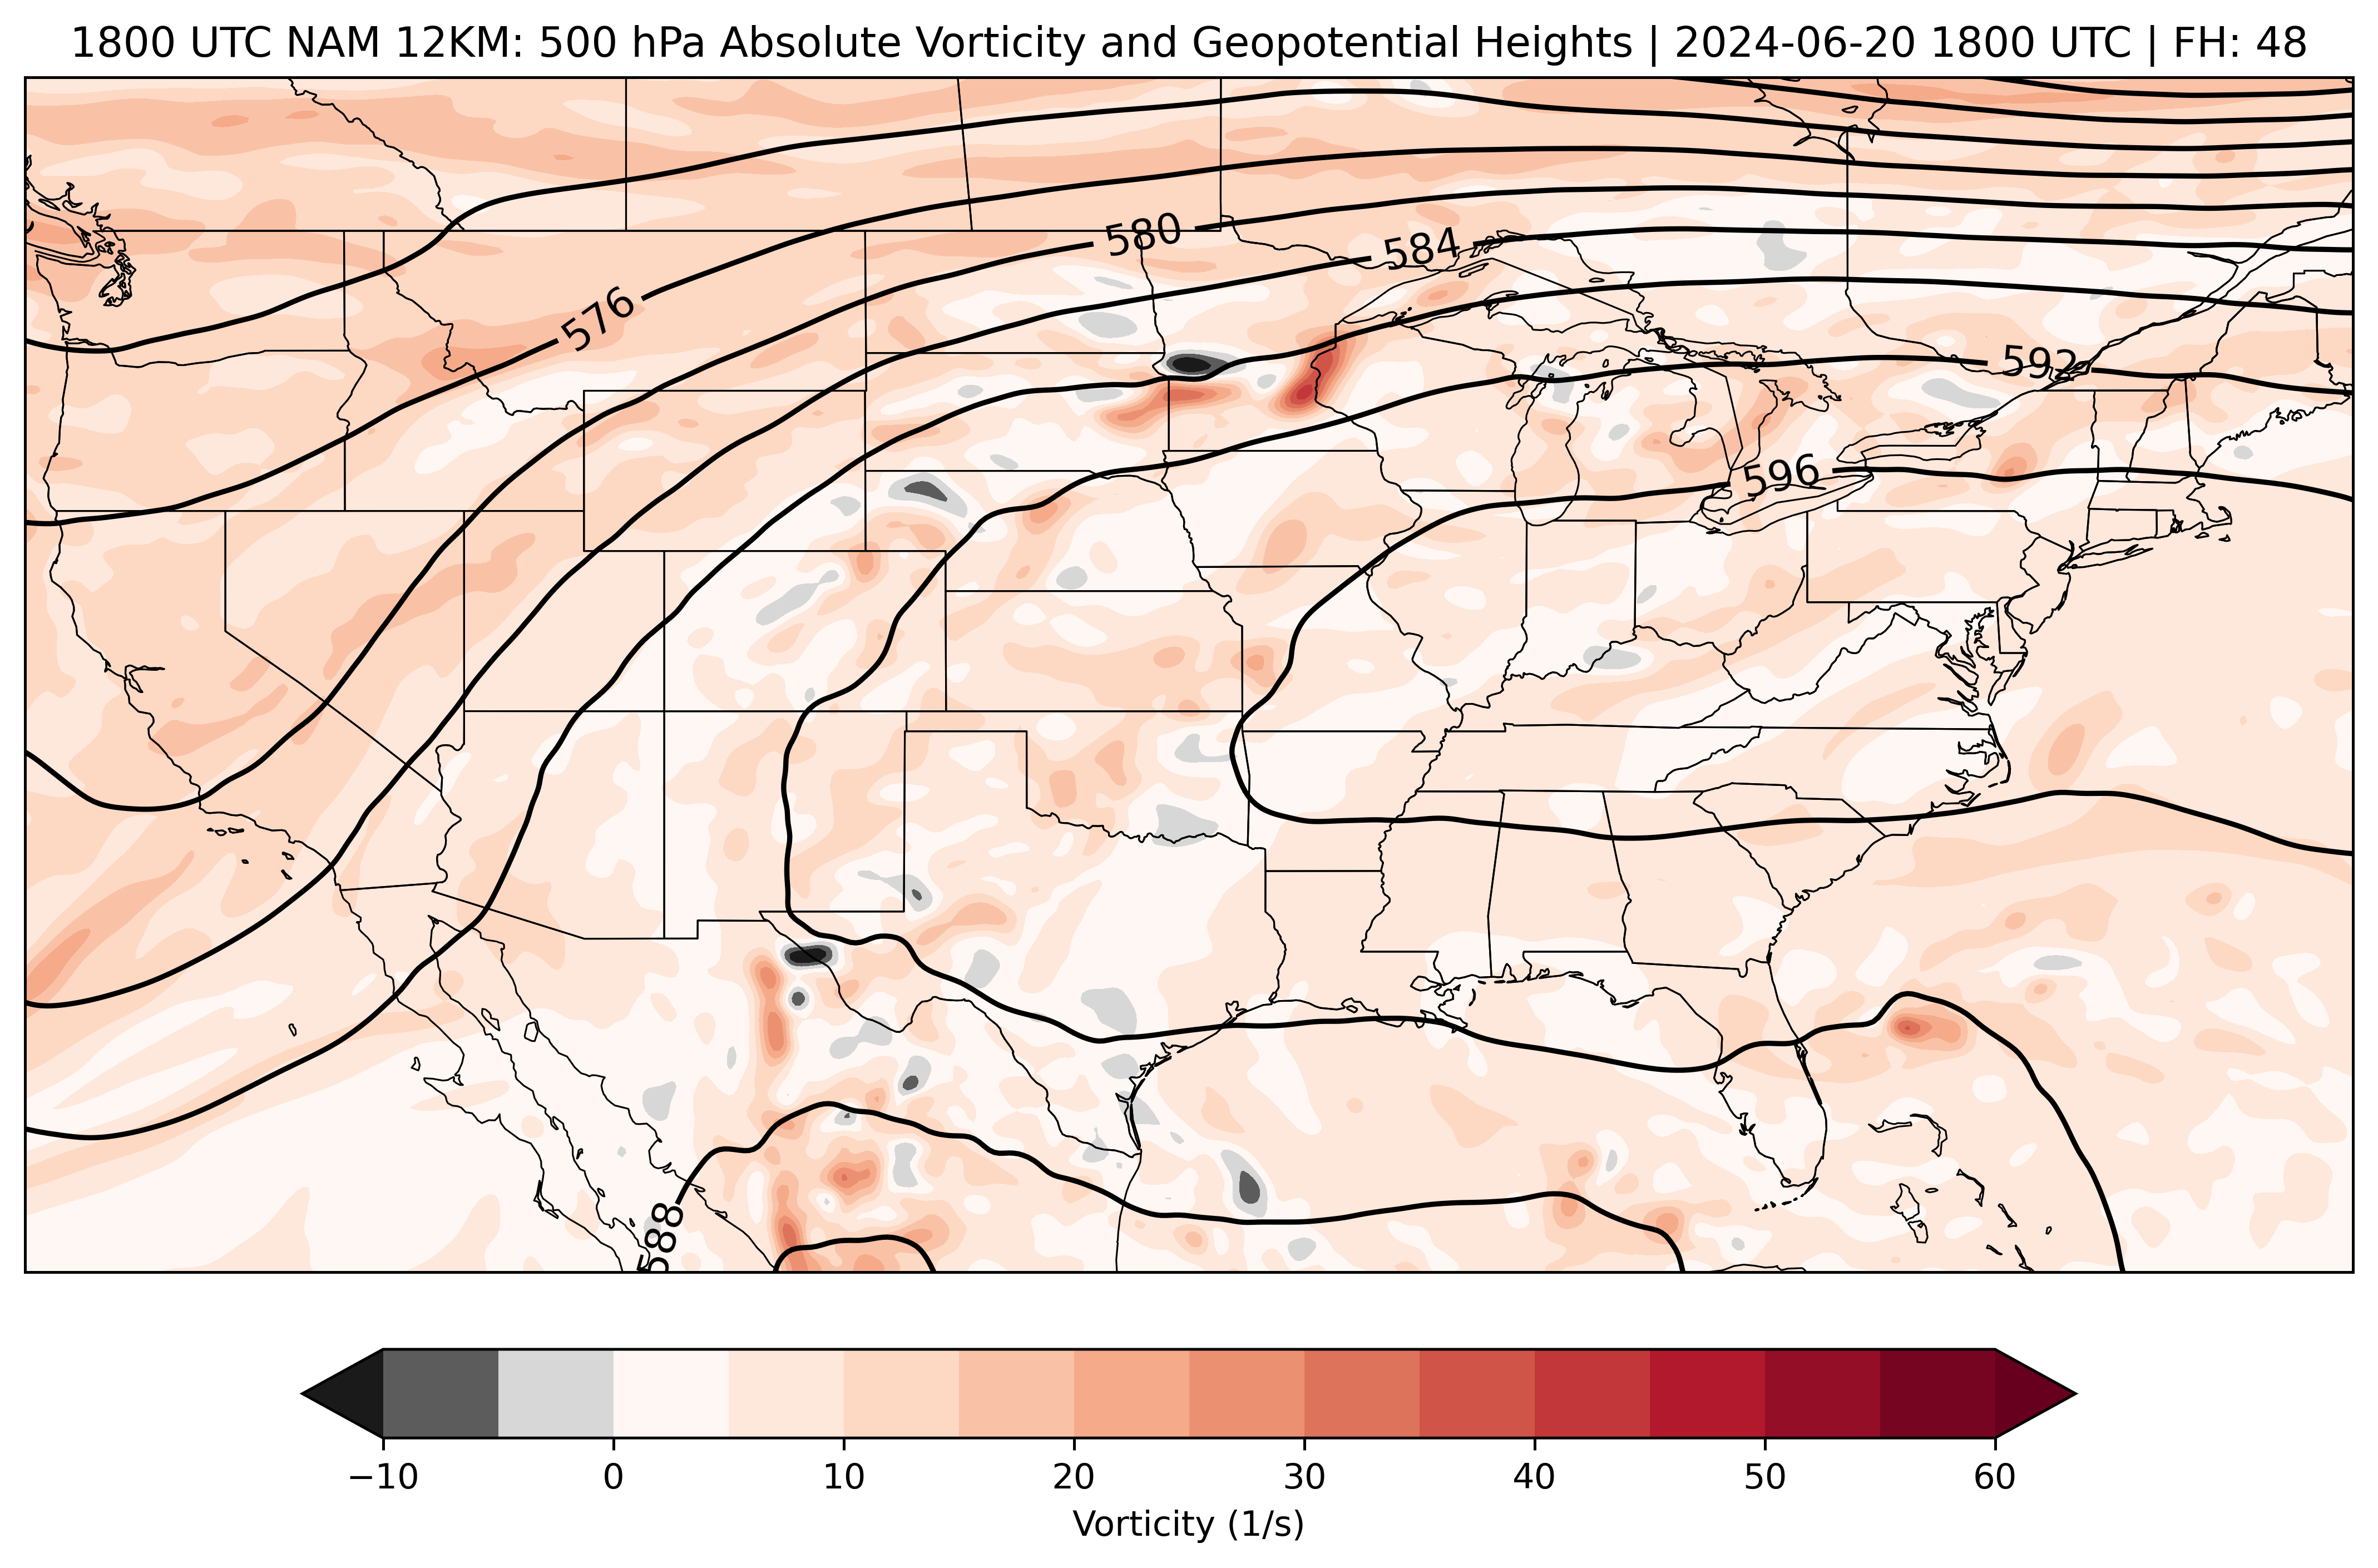 1800 UTC NAM 12KM: 500 hPa Absolute Vorticity and Geopotential Heights | 2024-06-20 1800 UTC | FH: 48
580
584
576
592
596
588
−10 0 10 20 30 40 50 60
Vorticity (1/s)